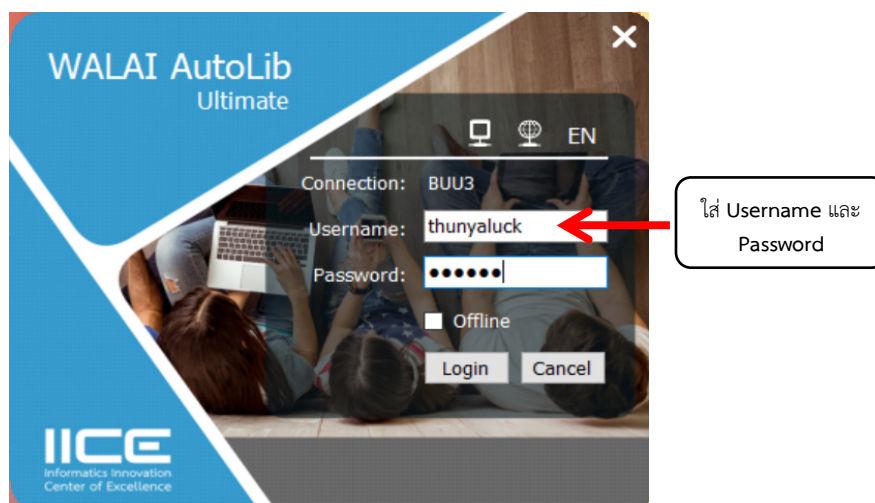 WALAI AutoLib
Ultimate
EN
Connection: BUU3
Username: thunyaluck
Password: ●●●●●●
Offline
Login Cancel
IICE
Informatics Innovation
Center of Excellence
ใส่ Username และ
Password